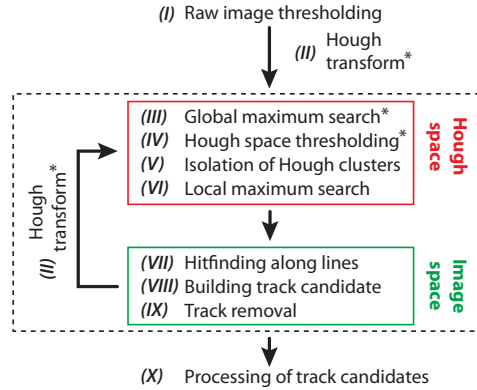 (I) Raw image thresholding
(II) Hough
transform*
(III) Global maximum search*
(IV) Hough space thresholding*
(V) Isolation of Hough clusters
(VI) Local maximum search
Hough
space
Hough
transform*
(II)
(VII) Hitfinding along lines
(VIII) Building track candidate
(IX) Track removal
Image
space
(X) Processing of track candidates